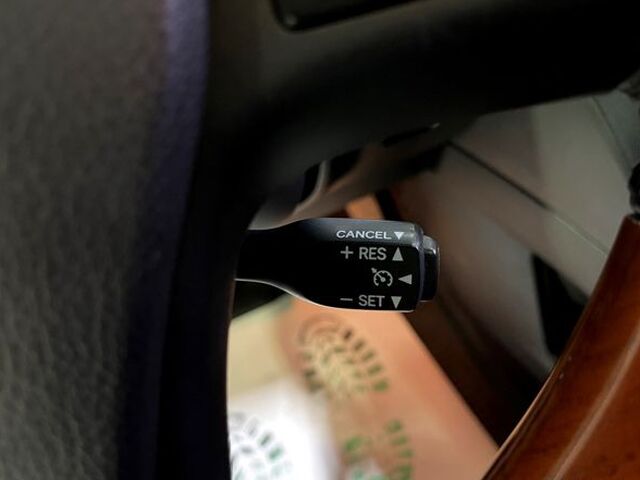 CANCEL ▼
+ RES ▲
◀
− SET ▼